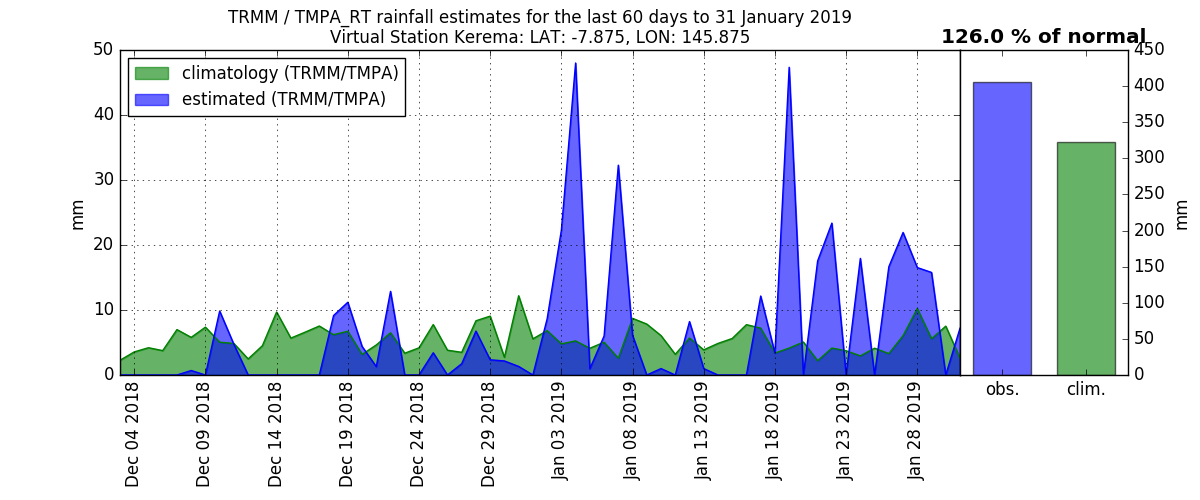 TRMM / TMPA_RT rainfall estimates for the last 60 days to 31 January 2019
Virtual Station Kerema: LAT: -7.875, LON: 145.875
126.0 % of normal
climatology (TRMM/TMPA)
estimated (TRMM/TMPA)
50
40
30
20
10
0
mm
Dec 04 2018
Dec 09 2018
Dec 14 2018
Dec 19 2018
Dec 24 2018
Dec 29 2018
Jan 03 2019
Jan 08 2019
Jan 13 2019
Jan 18 2019
Jan 23 2019
Jan 28 2019
obs.
clim.
450
400
350
300
250
200
150
100
50
0
mm